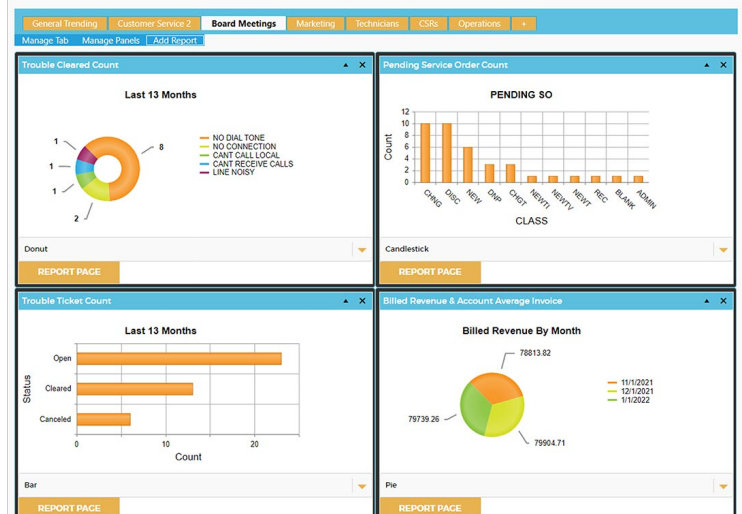 General Trending Customer Service 2 Board Meetings Marketing Technicians CSRs Operations +
Manage Tab Manage Panels Add Report
Trouble Cleared Count
Last 13 Months
1
1
1
2
8
NO DIAL TONE
NO CONNECTION
CANT CALL LOCAL
CANT RECEIVE CALLS
LINE NOISY
Donut
REPORT PAGE
Pending Service Order Count
PENDING SO
Count
12
10
8
6
4
2
0
CHNG DISC NEW DNP CHGT NEWTI NEWTV NEWT REC BLANK ADMIN
CLASS
Candlestick
REPORT PAGE
Trouble Ticket Count
Last 13 Months
Status
Open
Cleared
Canceled
0 10 20
Count
Bar
REPORT PAGE
Billed Revenue & Account Average Invoice
Billed Revenue By Month
78813.82
79739.26
79904.71
11/1/2021
12/1/2021
1/1/2022
Pie
REPORT PAGE